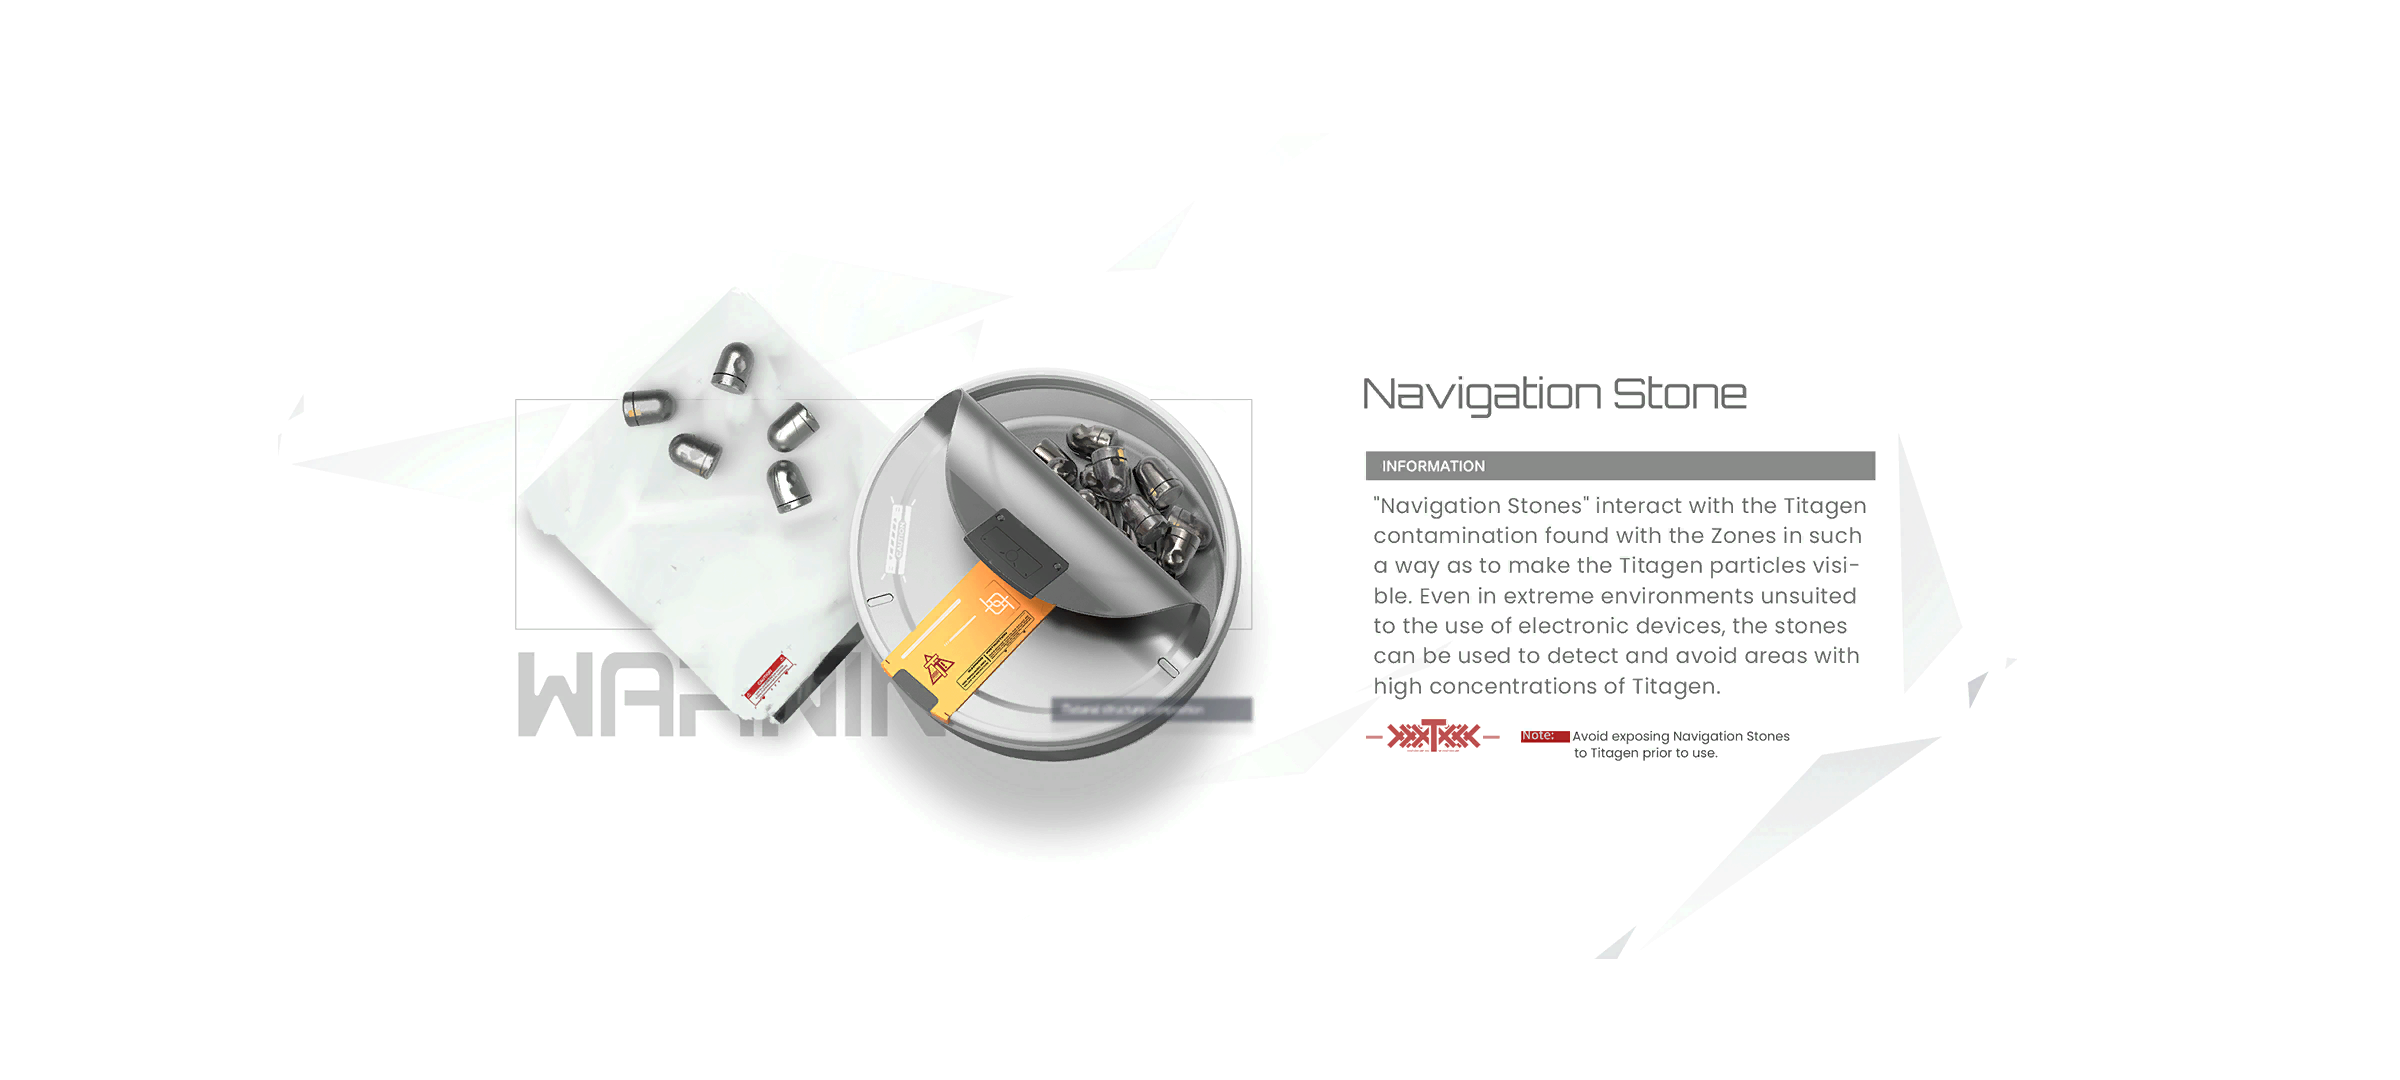 Navigation Stone
INFORMATION
"Navigation Stones" interact with the Titagen
contamination found with the Zones in such
a way as to make the Titagen particles visi-
ble. Even in extreme environments unsuited
to the use of electronic devices, the stones
can be used to detect and avoid areas with
high concentrations of Titagen.
Note: Avoid exposing Navigation Stones
to Titagen prior to use.
CAUTION